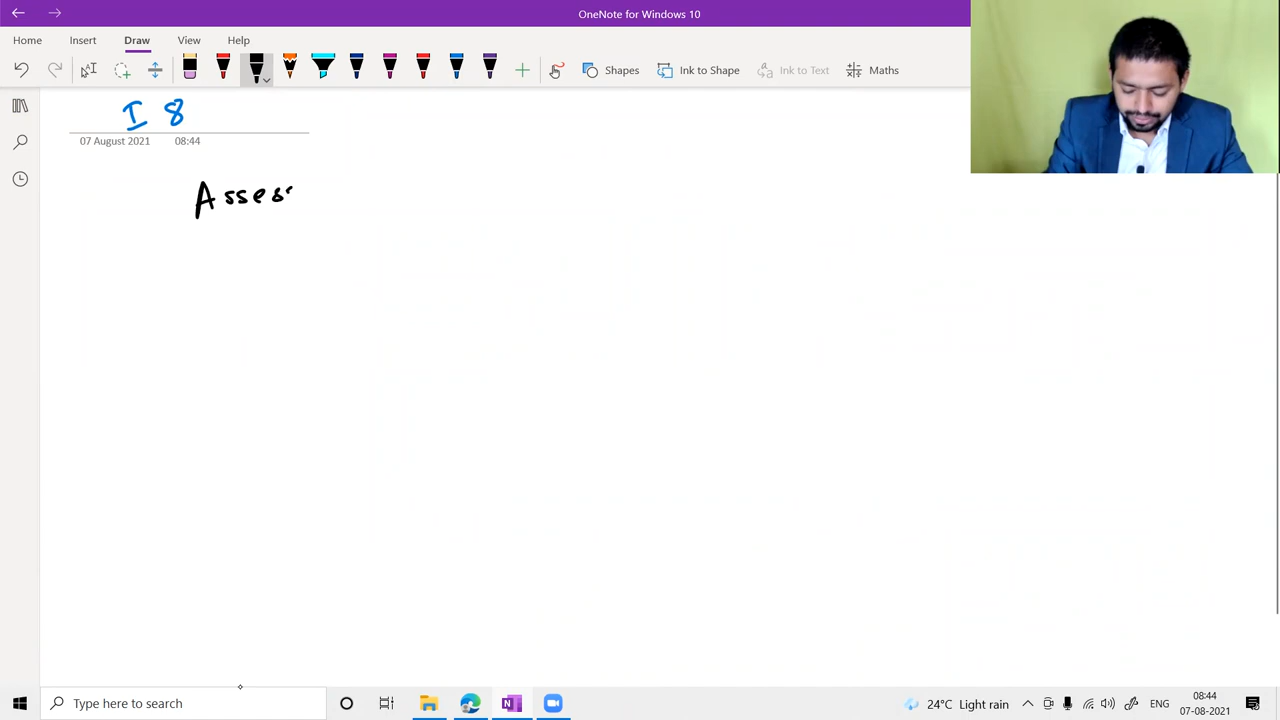 OneNote for Windows 10
Home Insert Draw View Help
Shapes Ink to Shape Ink to Text Maths
I 8
07 August 2021 08:44
Asses
Type here to search
24°C Light rain ENG 08:44
07-08-2021